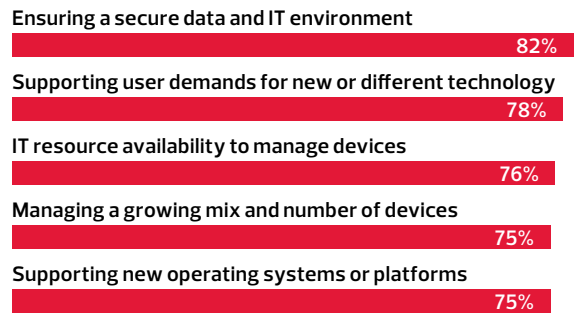 Ensuring a secure data and IT environment
82%
Supporting user demands for new or different technology
78%
IT resource availability to manage devices
76%
Managing a growing mix and number of devices
75%
Supporting new operating systems or platforms
75%